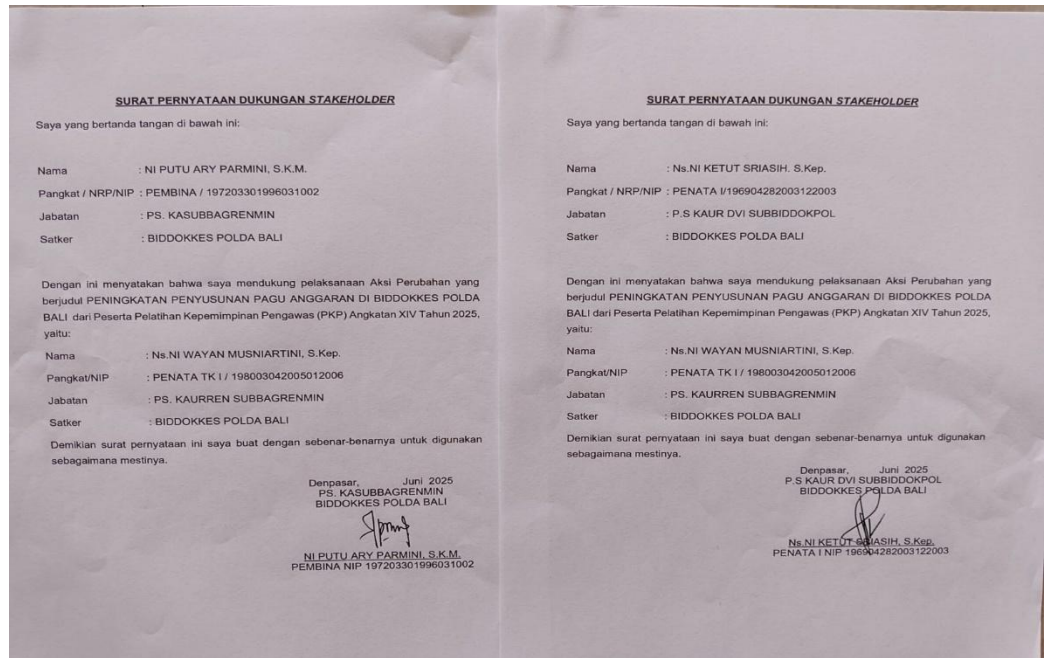 SURAT PERNYATAAN DUKUNGAN STAKEHOLDER
Saya yang bertanda tangan di bawah ini:
Nama : NI PUTU ARY PARMINI, S.K.M.
Pangkat / NRP/NIP : PEMBINA / 197203301996031002
Jabatan : PS. KASUBBAGRENMIN
Satker : BIDDOKKES POLDA BALI
Dengan ini menyatakan bahwa saya mendukung pelaksanaan Aksi Perubahan yang
berjudul PENINGKATAN PENYUSUNAN PAGU ANGGARAN DI BIDDOKKES POLDA
BALI dari Peserta Pelatihan Kepemimpinan Pengawas (PKP) Angkatan XIV Tahun 2025,
yaitu:
Nama : Ns.NI WAYAN MUSNIARTINI, S.Kep.
Pangkat/NIP : PENATA TK I / 198003042005012006
Jabatan : PS. KAURREN SUBBAGRENMIN
Satker : BIDDOKKES POLDA BALI
Demikian surat pernyataan ini saya buat dengan sebenar-benarnya untuk digunakan
sebagaimana mestinya.
Denpasar, Juni 2025
PS. KASUBBAGRENMIN
BIDDOKKES POLDA BALI
NI PUTU ARY PARMINI, S.K.M.
PEMBINA NIP 197203301996031002
SURAT PERNYATAAN DUKUNGAN STAKEHOLDER
Saya yang bertanda tangan di bawah ini:
Nama : Ns.NI KETUT SRIASIH. S.Kep.
Pangkat / NRP/NIP : PENATA I/196904282003122003
Jabatan : P.S KAUR DVI SUBBIDDOKPOL
Satker : BIDDOKKES POLDA BALI
Dengan ini menyatakan bahwa saya mendukung pelaksanaan Aksi Perubahan yang
berjudul PENINGKATAN PENYUSUNAN PAGU ANGGARAN DI BIDDOKKES POLDA
BALI dari Peserta Pelatihan Kepemimpinan Pengawas (PKP) Angkatan XIV Tahun 2025,
yaitu:
Nama : Ns.NI WAYAN MUSNIARTINI, S.Kep.
Pangkat/NIP : PENATA TK I / 198003042005012006
Jabatan : PS. KAURREN SUBBAGRENMIN
Satker : BIDDOKKES POLDA BALI
Demikian surat pernyataan ini saya buat dengan sebenar-benarnya untuk digunakan
sebagaimana mestinya.
Denpasar, Juni 2025
P.S KAUR DVI SUBBIDDOKPOL
BIDDOKKES POLDA BALI
Ns.NI KETUT SRIASIH, S.Kep.
PENATA I NIP 196904282003122003